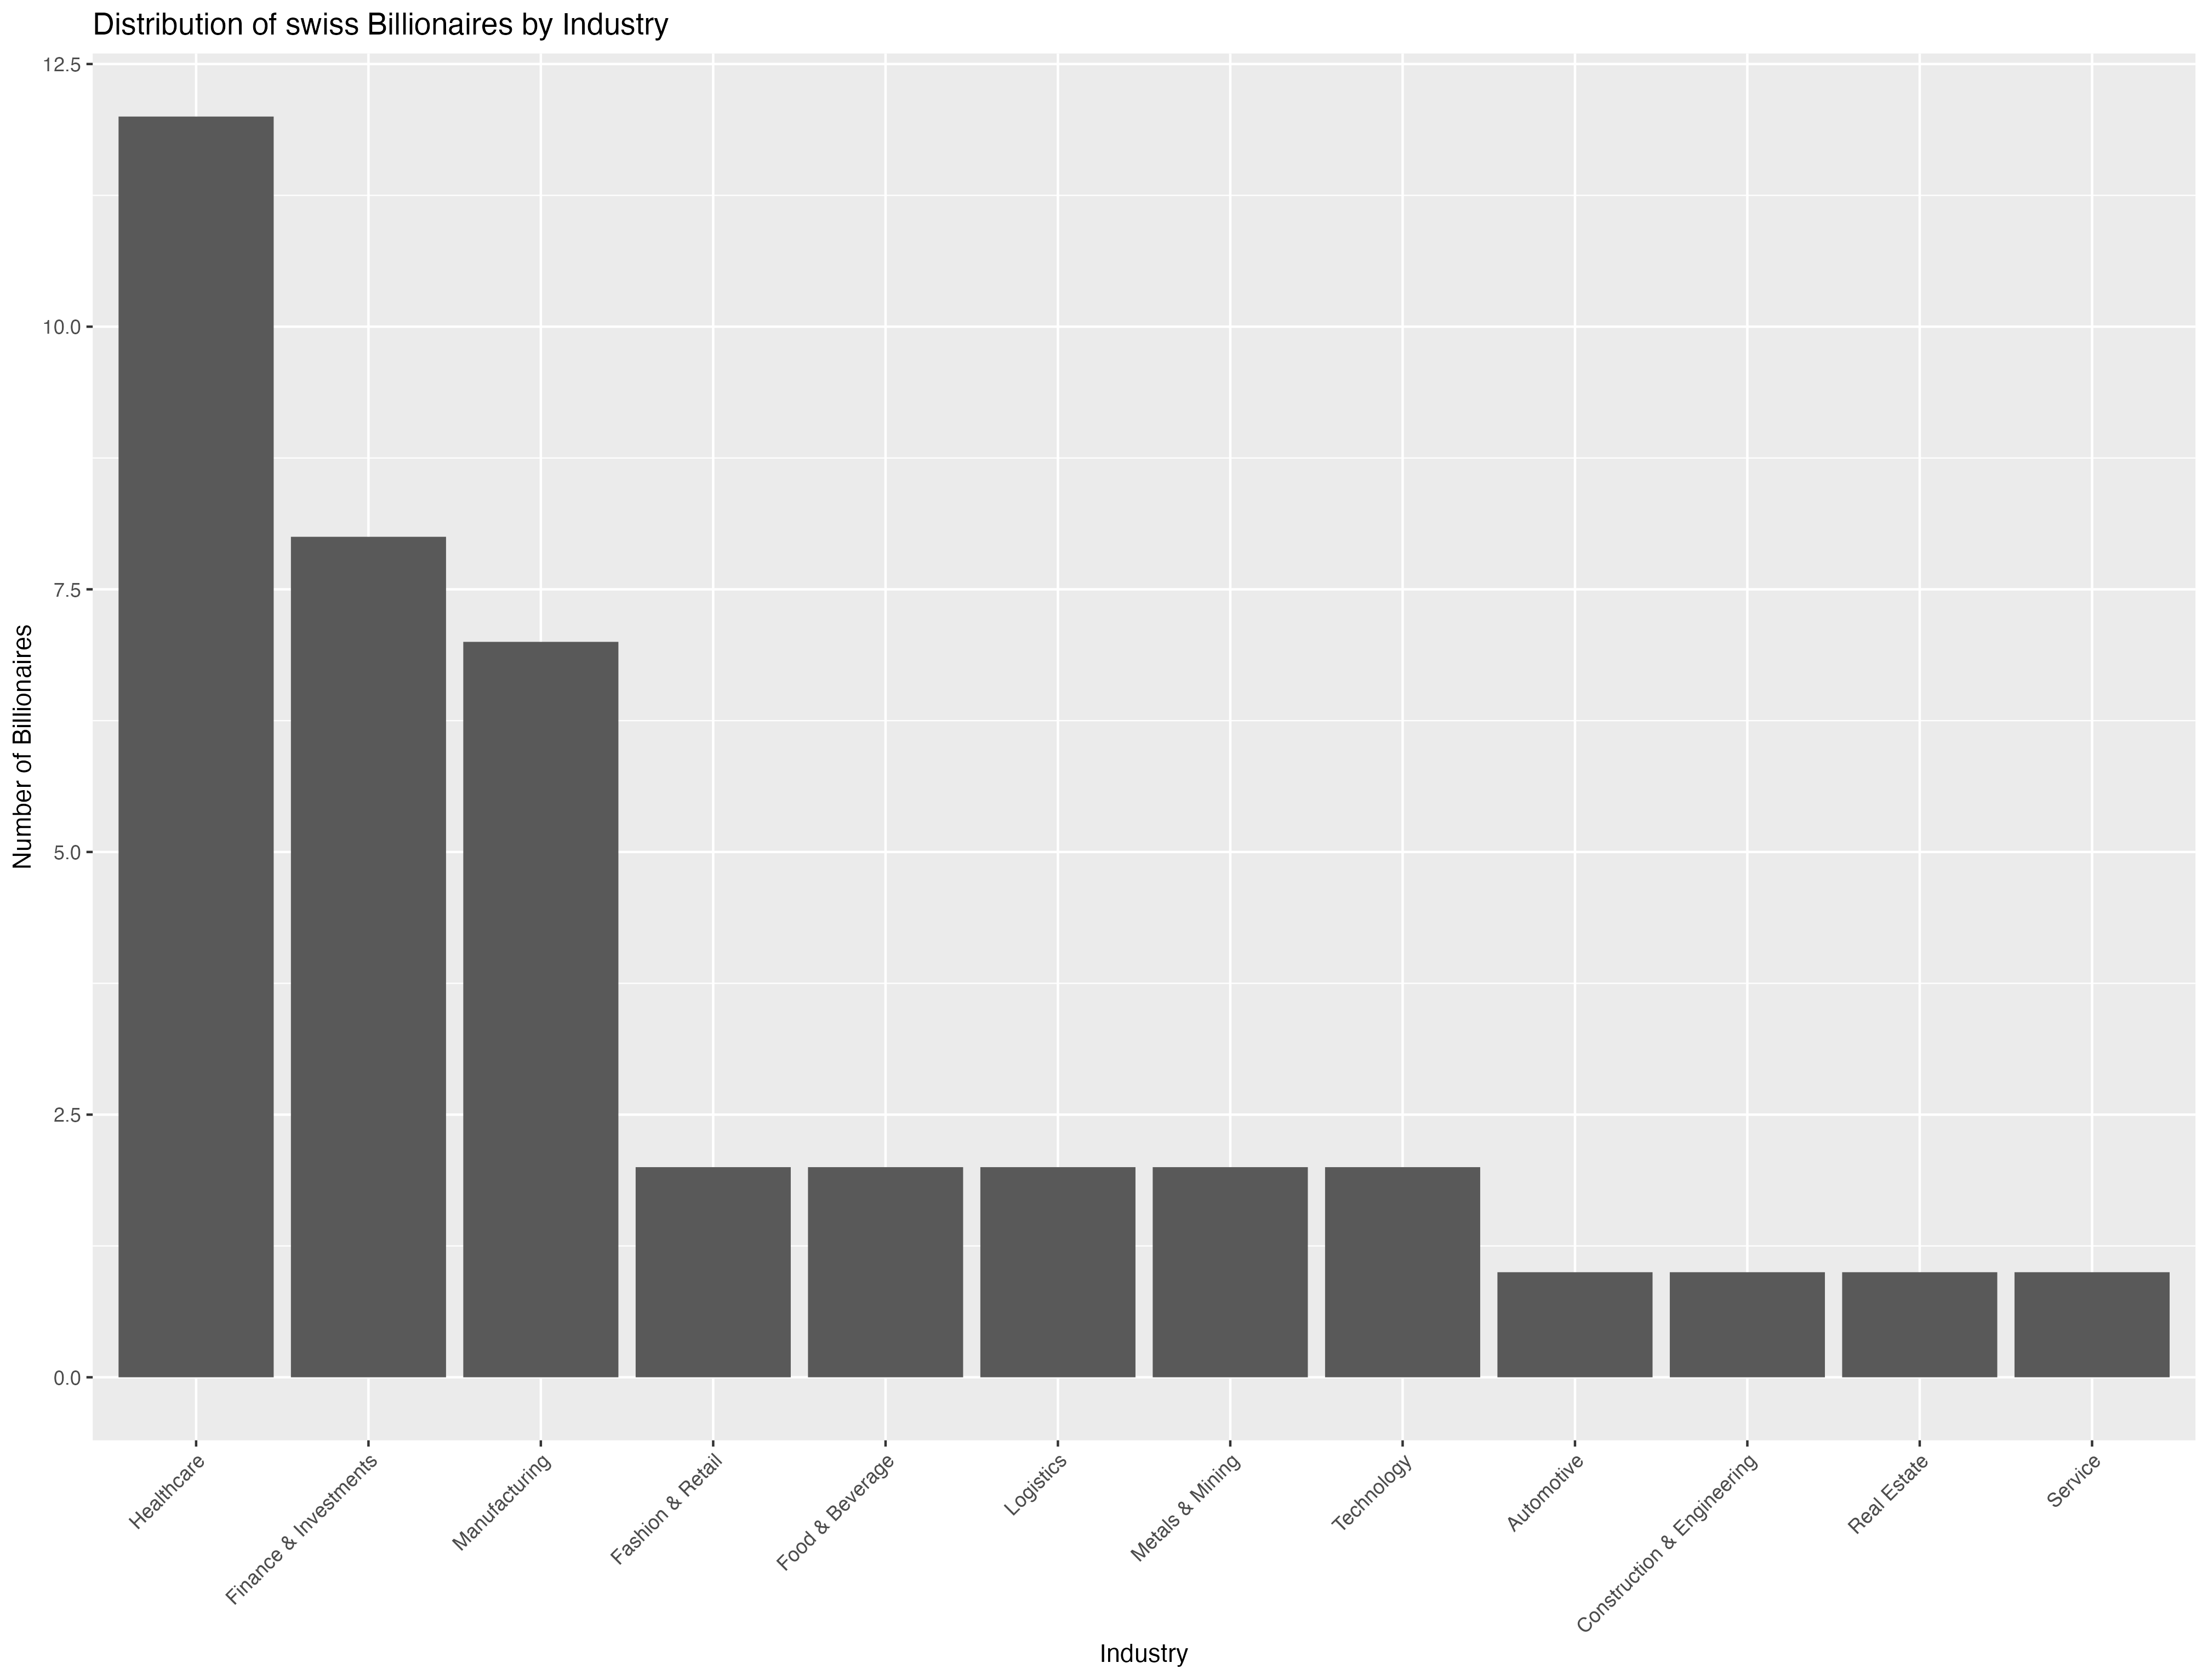 Distribution of swiss Billionaires by Industry
Number of Billionaires
12.5
10.0
7.5
5.0
2.5
0.0
Healthcare
Finance & Investments
Manufacturing
Fashion & Retail
Food & Beverage
Logistics
Metals & Mining
Technology
Automotive
Construction & Engineering
Real Estate
Service
Industry